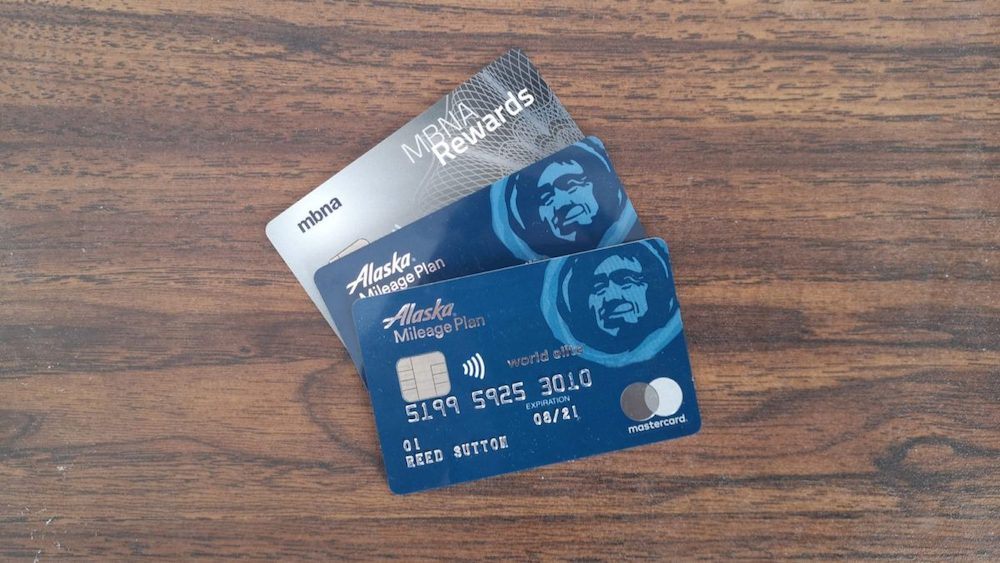 MBNA
Rewards
mbna
Alaska®
Mileage Plan
Alaska®
Mileage Plan
world elite
5199 5925 3010
EXPIRATION
08/21
01
REED SUTTON
mastercard